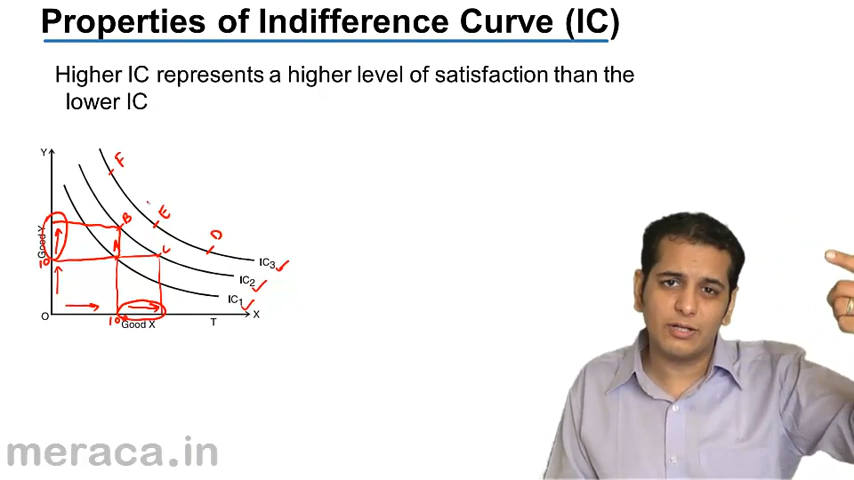 Properties of Indifference Curve (IC)
Higher IC represents a higher level of satisfaction than the
lower IC
Y
F
E
B
D
Good Y
A
C
IC3
IC2
10
IC1
O
10
Good X
T
X
meraca.in